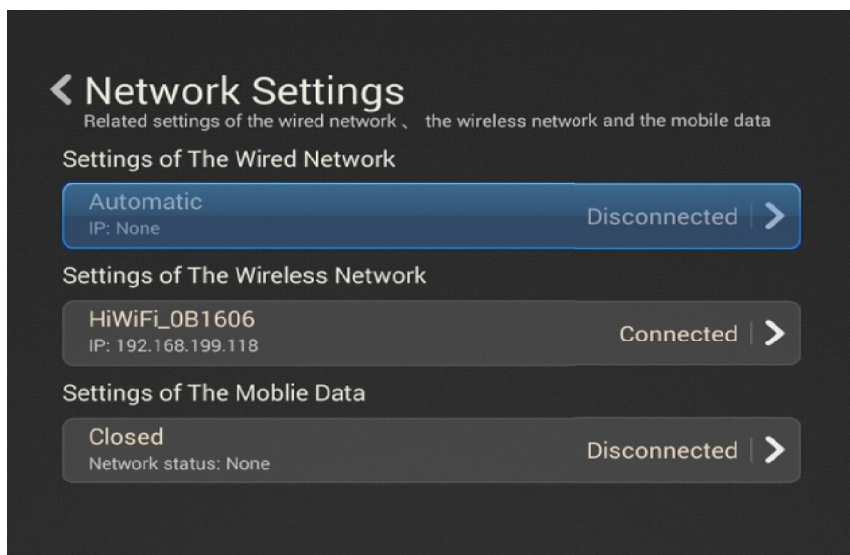 Network Settings
Related settings of the wired network 、 the wireless network and the mobile data
Settings of The Wired Network
Automatic
Disconnected
IP: None
Settings of The Wireless Network
HiWiFi_0B1606
Connected
IP: 192.168.199.118
Settings of The Moblie Data
Closed
Disconnected
Network status: None